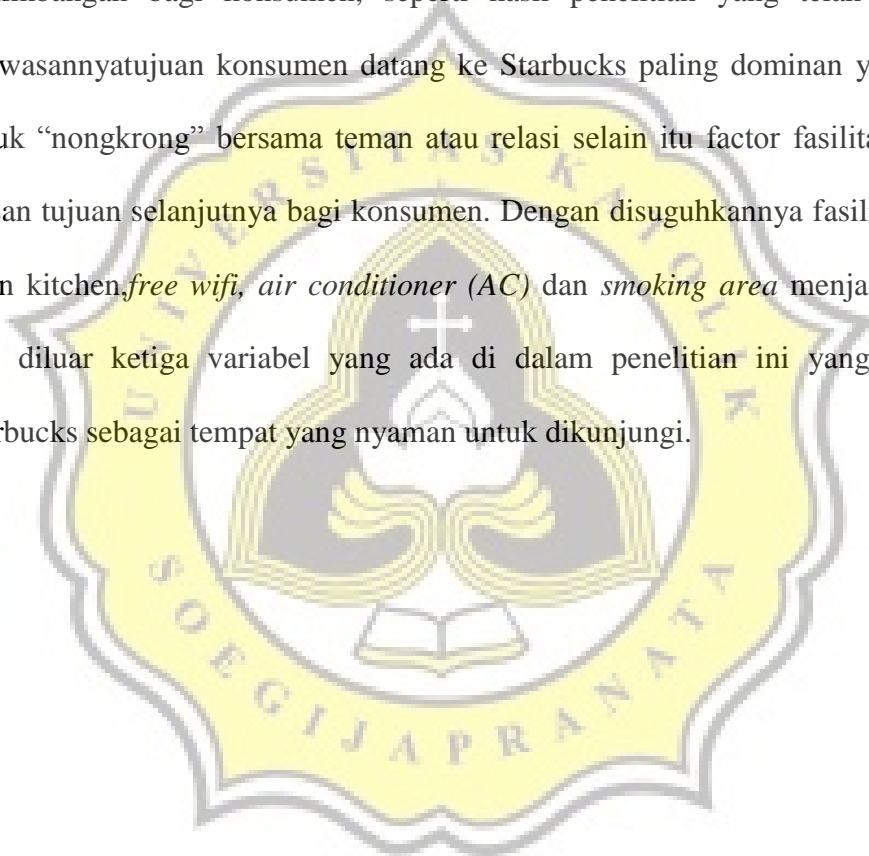 bagi konsumen, seperti hasil penelitian yang telah
wasannyatujuan konsumen datang ke Starbucks paling dominan y
uk “nongkrong” bersama teman atau relasi selain itu factor fasilita
an tujuan selanjutnya bagi konsumen. Dengan disuguhkannya fasili
n kitchen,free wifi, air conditioner (AC) dan smoking area menja
diluar ketiga variabel yang ada di dalam penelitian ini yang
rbucks sebagai tempat yang nyaman untuk dikunjungi.
UNIVERSITAS KATOLIK
SOEGIJAPRANATA